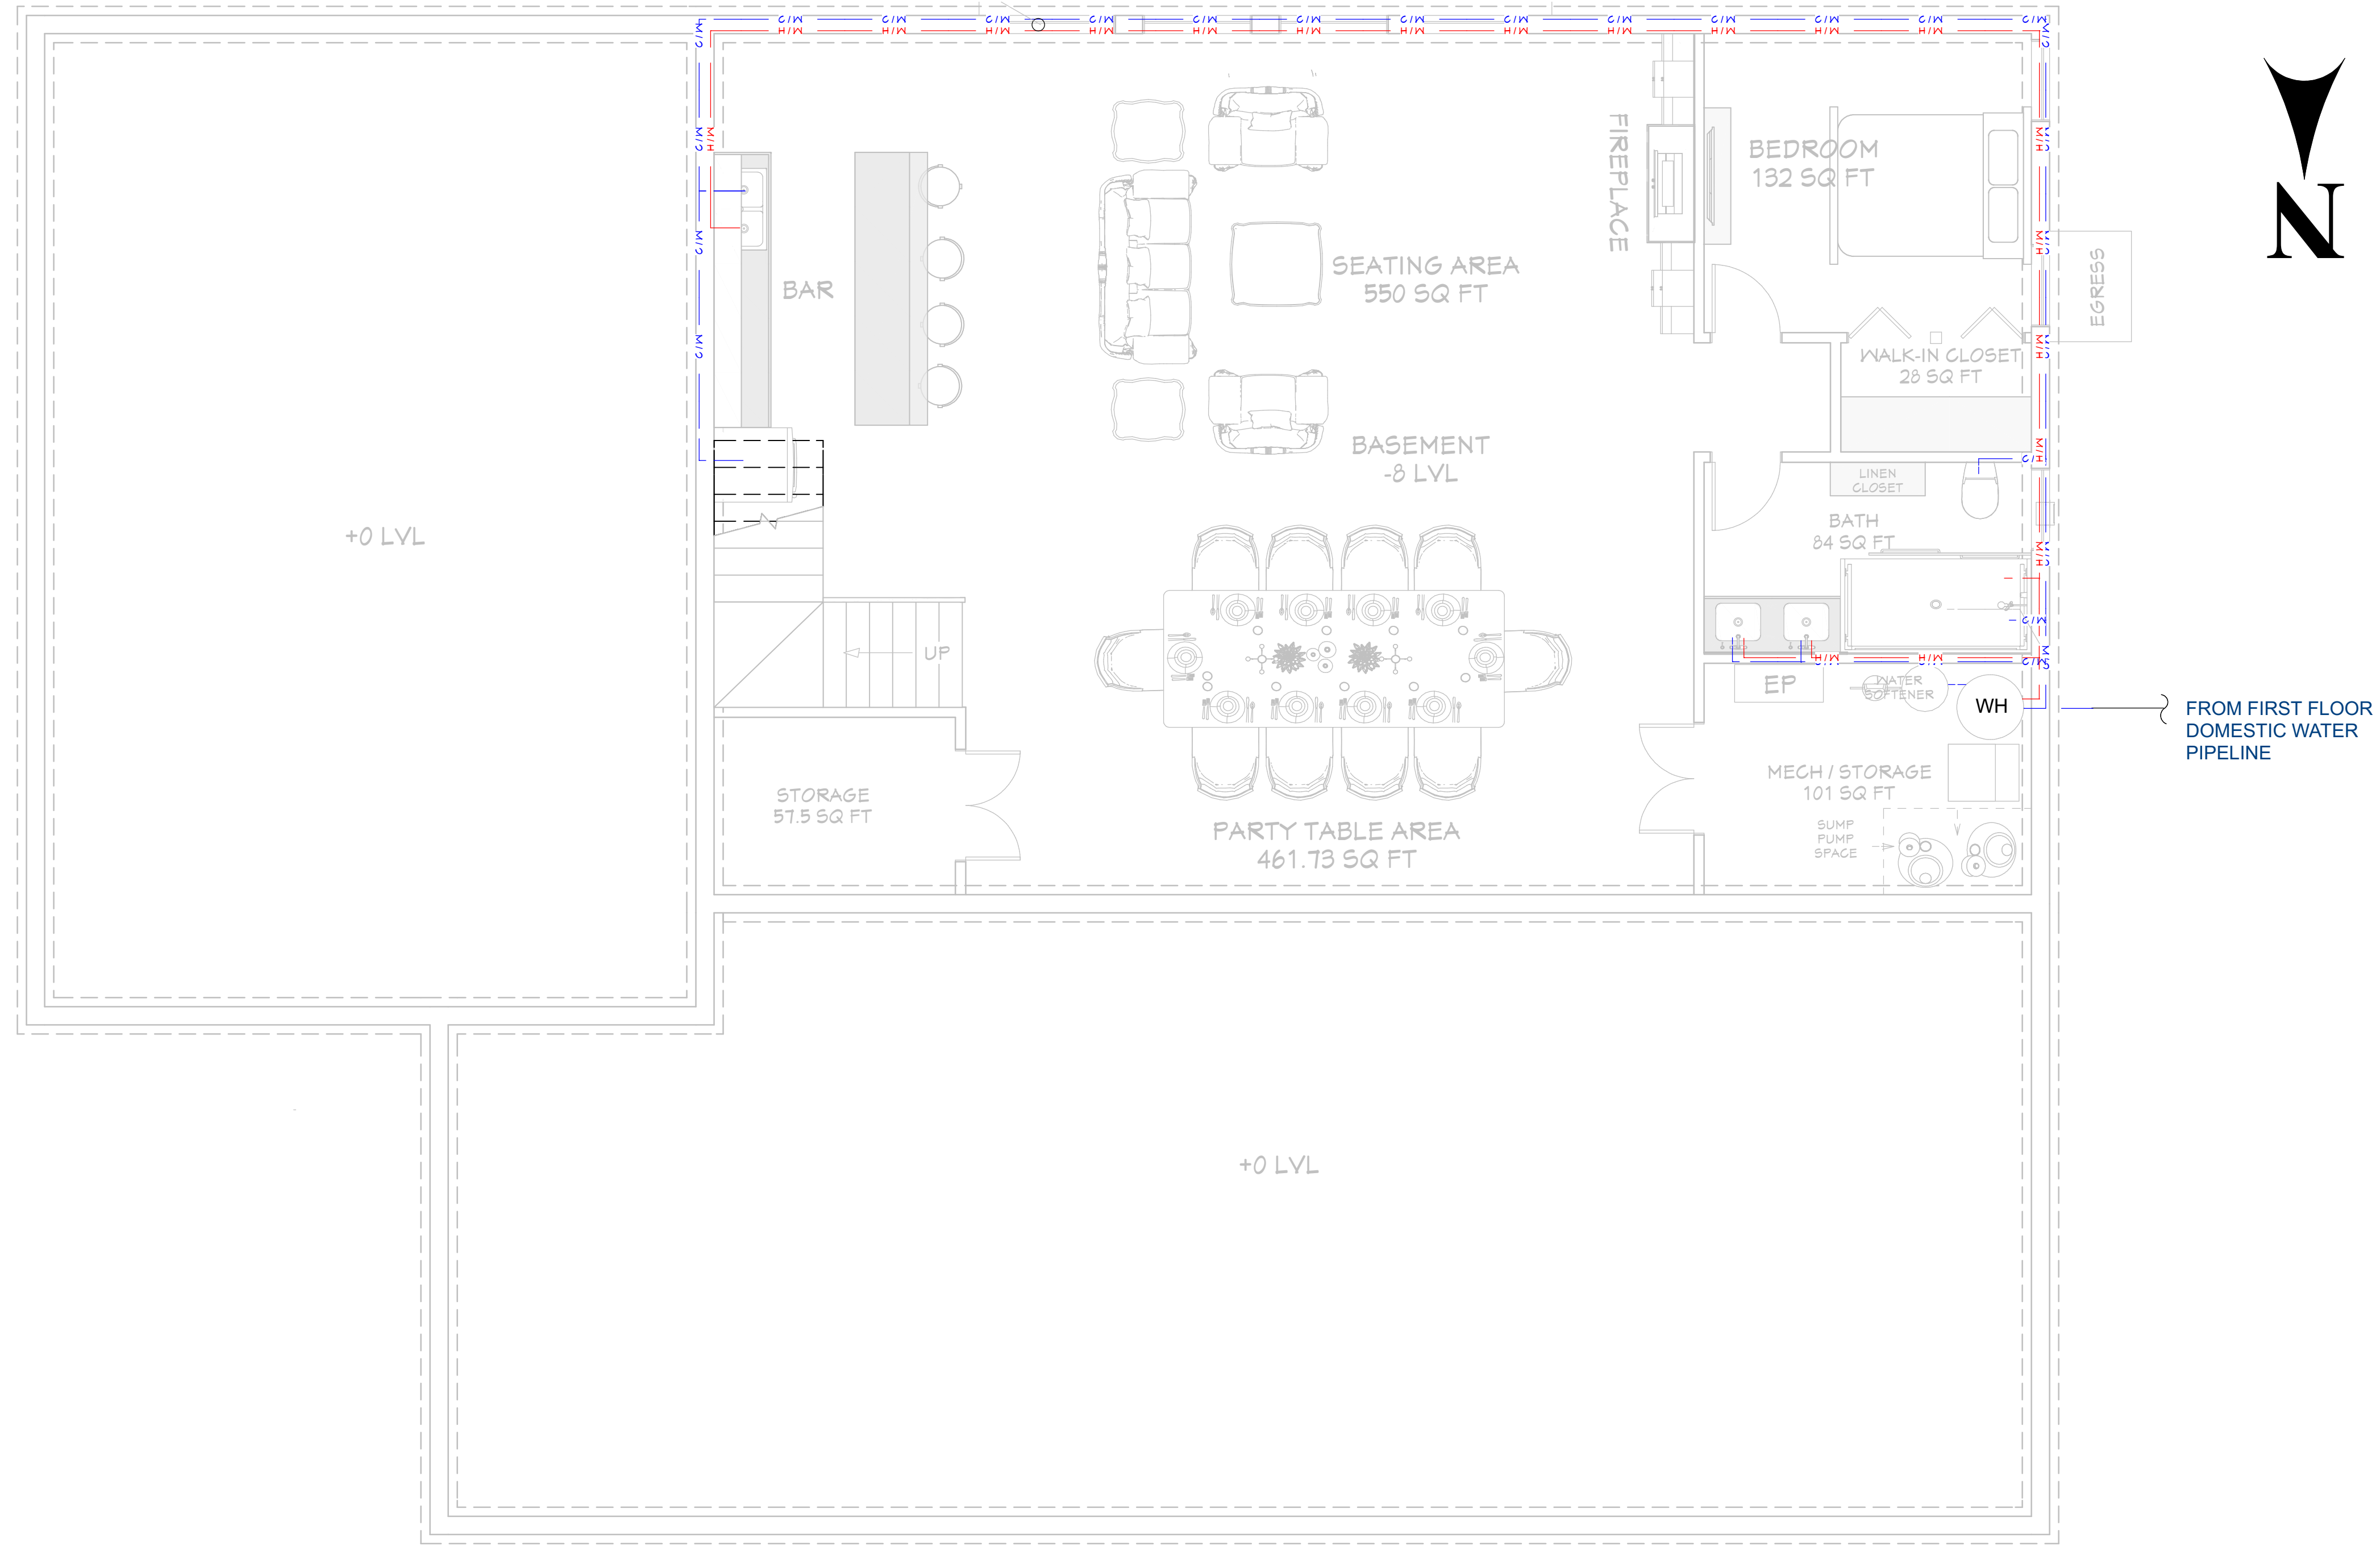 C/W C/W C/W C/W C/W C/W C/W C/W C/W C/W C/W C/W C/W
H/W H/W H/W H/W H/W H/W H/W H/W H/W H/W H/W H/W
C/W
C/W
C/W H/W
C/W
C/W
BAR
FIREPLACE
BEDROOM
132 SQ FT
SEATING AREA
550 SQ FT
H/W C/W
H/W C/W
H/W C/W
H/W
C/W
H/W C/W
EGRESS
N
WALK-IN CLOSET
28 SQ FT
BASEMENT
-8 LVL
LINEN
CLOSET
BATH
84 SQ FT
+0 LVL
C/W
C/W
UP
H/W H/W C/W
EP
WATER
SOFTENER
WH
FROM FIRST FLOOR
DOMESTIC WATER
PIPELINE
STORAGE
57.5 SQ FT
MECH / STORAGE
101 SQ FT
PARTY TABLE AREA
461.73 SQ FT
SUMP
PUMP
SPACE
+0 LVL